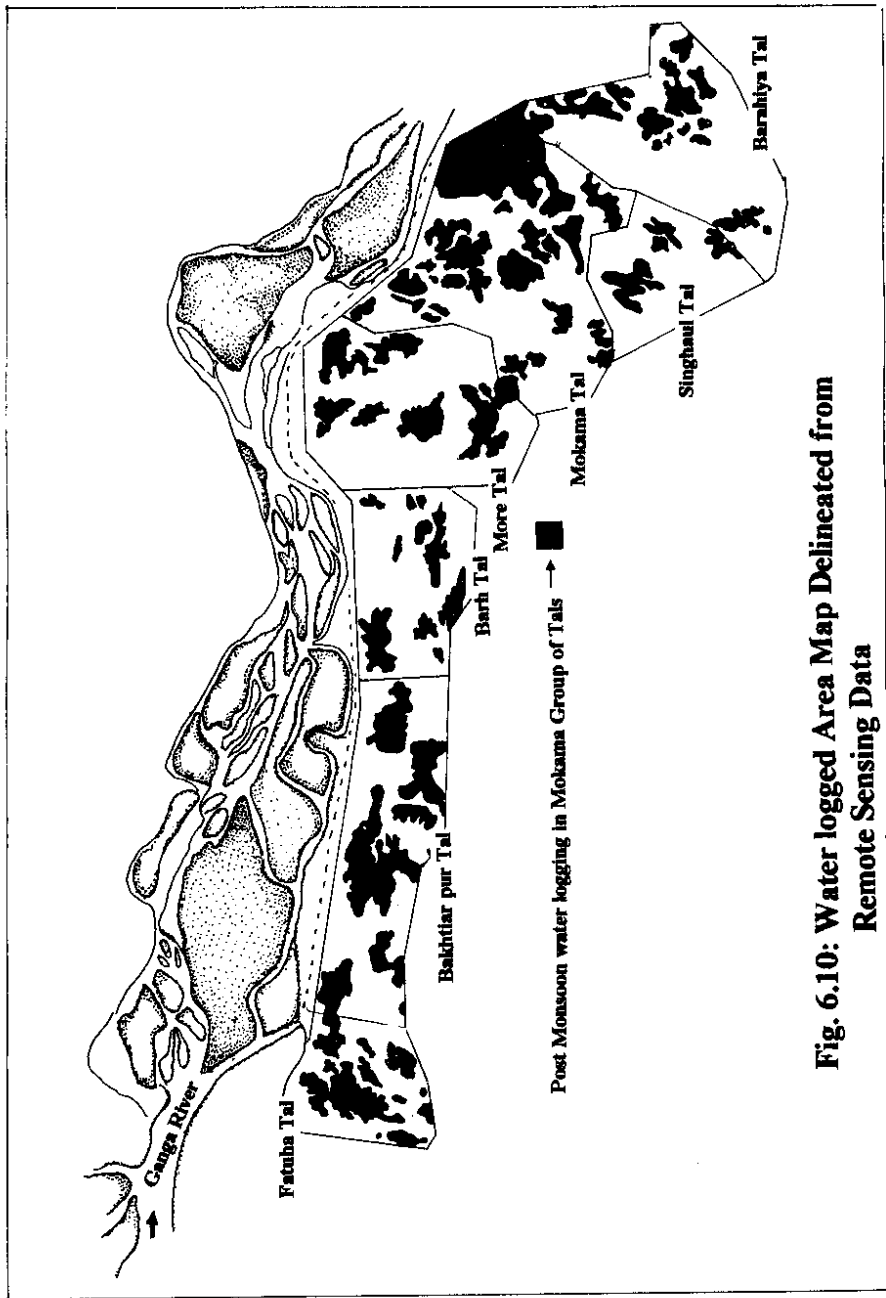 Ganga River
Fatuha Tal
Bakhtiar pur Tal
Barh Tal
More Tal
Mokama Tal
Singhaul Tal
Barahiya Tal
Post Monsoon water logging in Mokama Group of Tals
Fig. 6.10: Water logged Area Map Delineated from
Remote Sensing Data